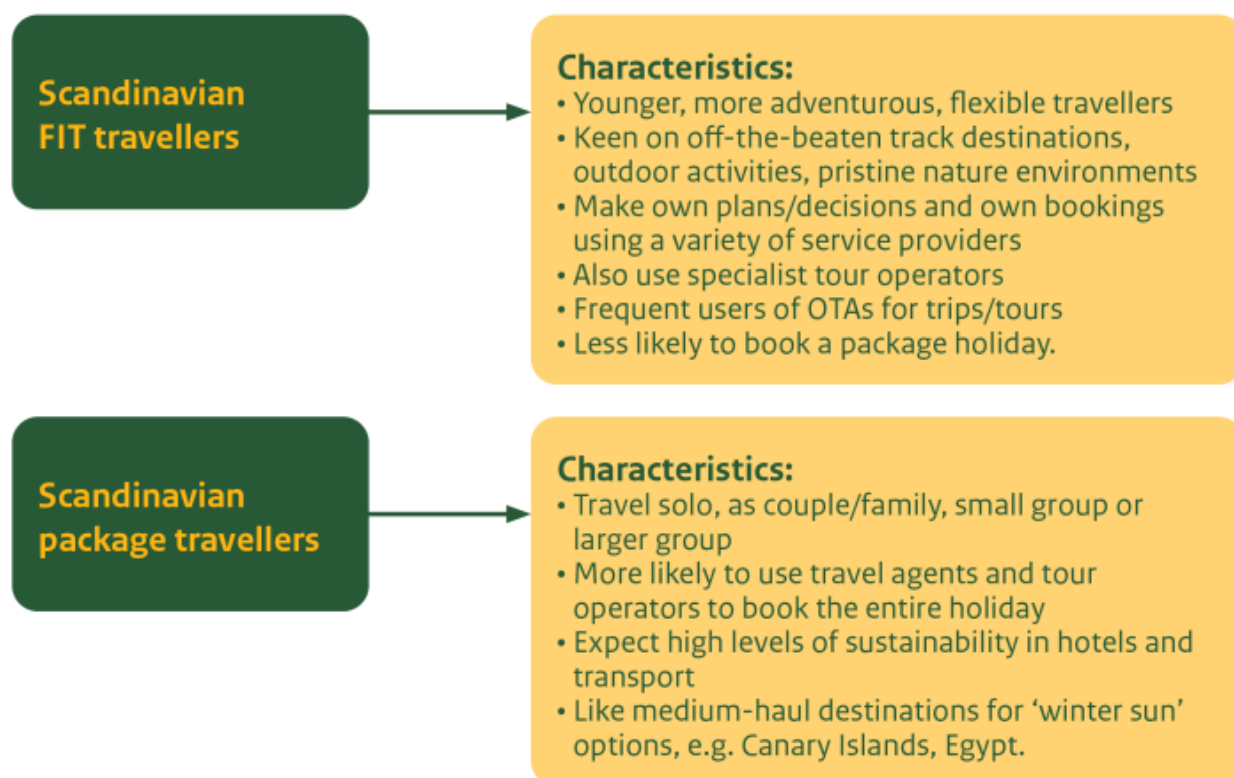 Scandinavian
FIT travellers
Characteristics:
• Younger, more adventurous, flexible travellers
• Keen on off-the-beaten track destinations,
outdoor activities, pristine nature environments
• Make own plans/decisions and own bookings
using a variety of service providers
• Also use specialist tour operators
• Frequent users of OTAs for trips/tours
• Less likely to book a package holiday.
Scandinavian
package travellers
Characteristics:
• Travel solo, as couple/family, small group or
larger group
• More likely to use travel agents and tour
operators to book the entire holiday
• Expect high levels of sustainability in hotels and
transport
• Like medium-haul destinations for ‘winter sun’
options, e.g. Canary Islands, Egypt.